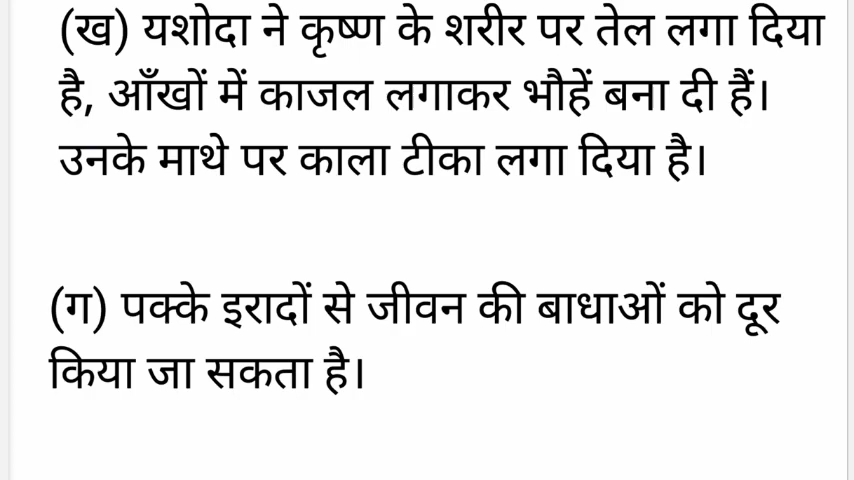 (ख) यशोदा ने कृष्ण के शरीर पर तेल लगा दिया
है, आँखों में काजल लगाकर भौहें बना दी हैं।
उनके माथे पर काला टीका लगा दिया है।
(ग) पक्के इरादों से जीवन की बाधाओं को दूर
किया जा सकता है।